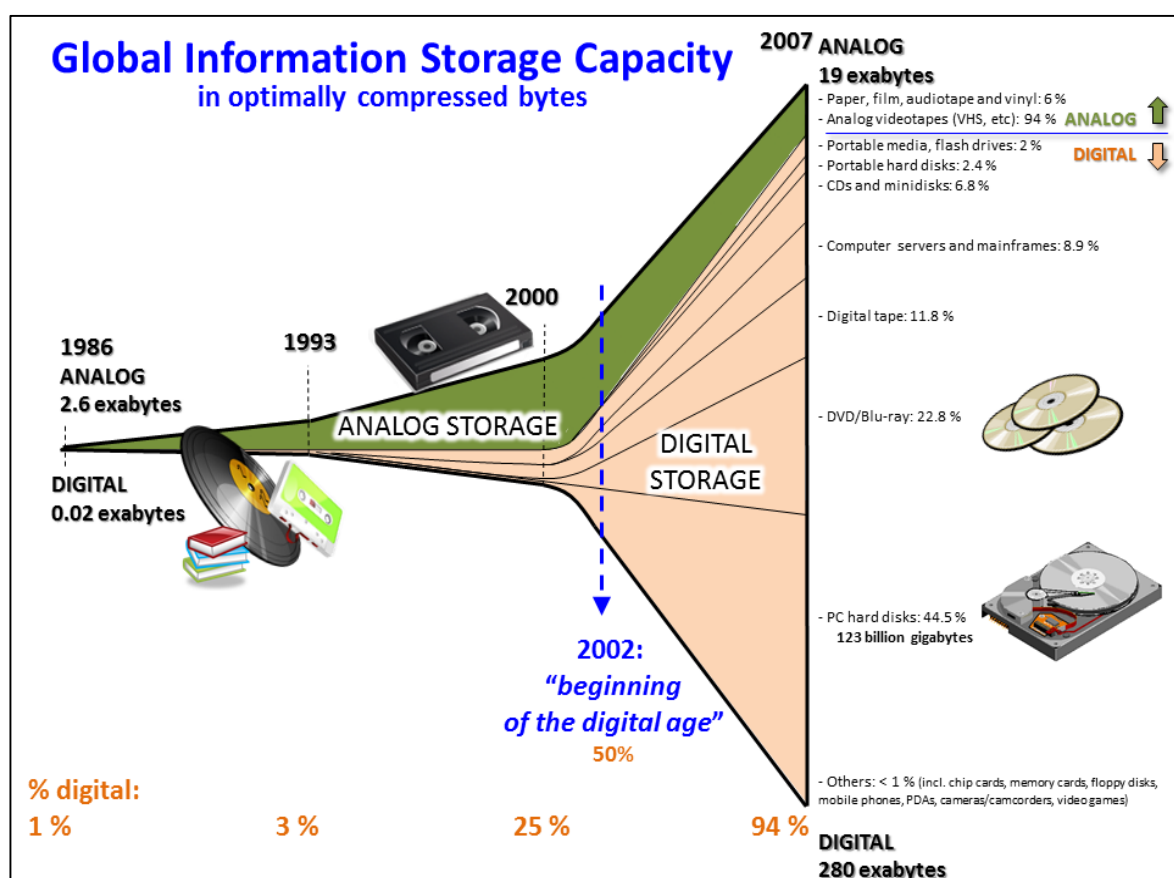 Global Information Storage Capacity
in optimally compressed bytes
2007
ANALOG
19 exabytes
- Paper, film, audiotape and vinyl: 6 %
- Analog videotapes (VHS, etc): 94 %
ANALOG
- Portable media, flash drives: 2 %
DIGITAL
- Portable hard disks: 2.4 %
- CDs and minidisks: 6.8 %
- Computer servers and mainframes: 8.9 %
- Digital tape: 11.8 %
- DVD/Blu-ray: 22.8 %
- PC hard disks: 44.5 %
123 billion gigabytes
- Others: < 1 % (incl. chip cards, memory cards, floppy disks,
mobile phones, PDAs, cameras/camcorders, video games)
DIGITAL
280 exabytes
1986
ANALOG
2.6 exabytes
DIGITAL
0.02 exabytes
1993
2000
ANALOG STORAGE
DIGITAL
STORAGE
2002:
"beginning
of the digital age"
50%
% digital:
1 %
3 %
25 %
94 %